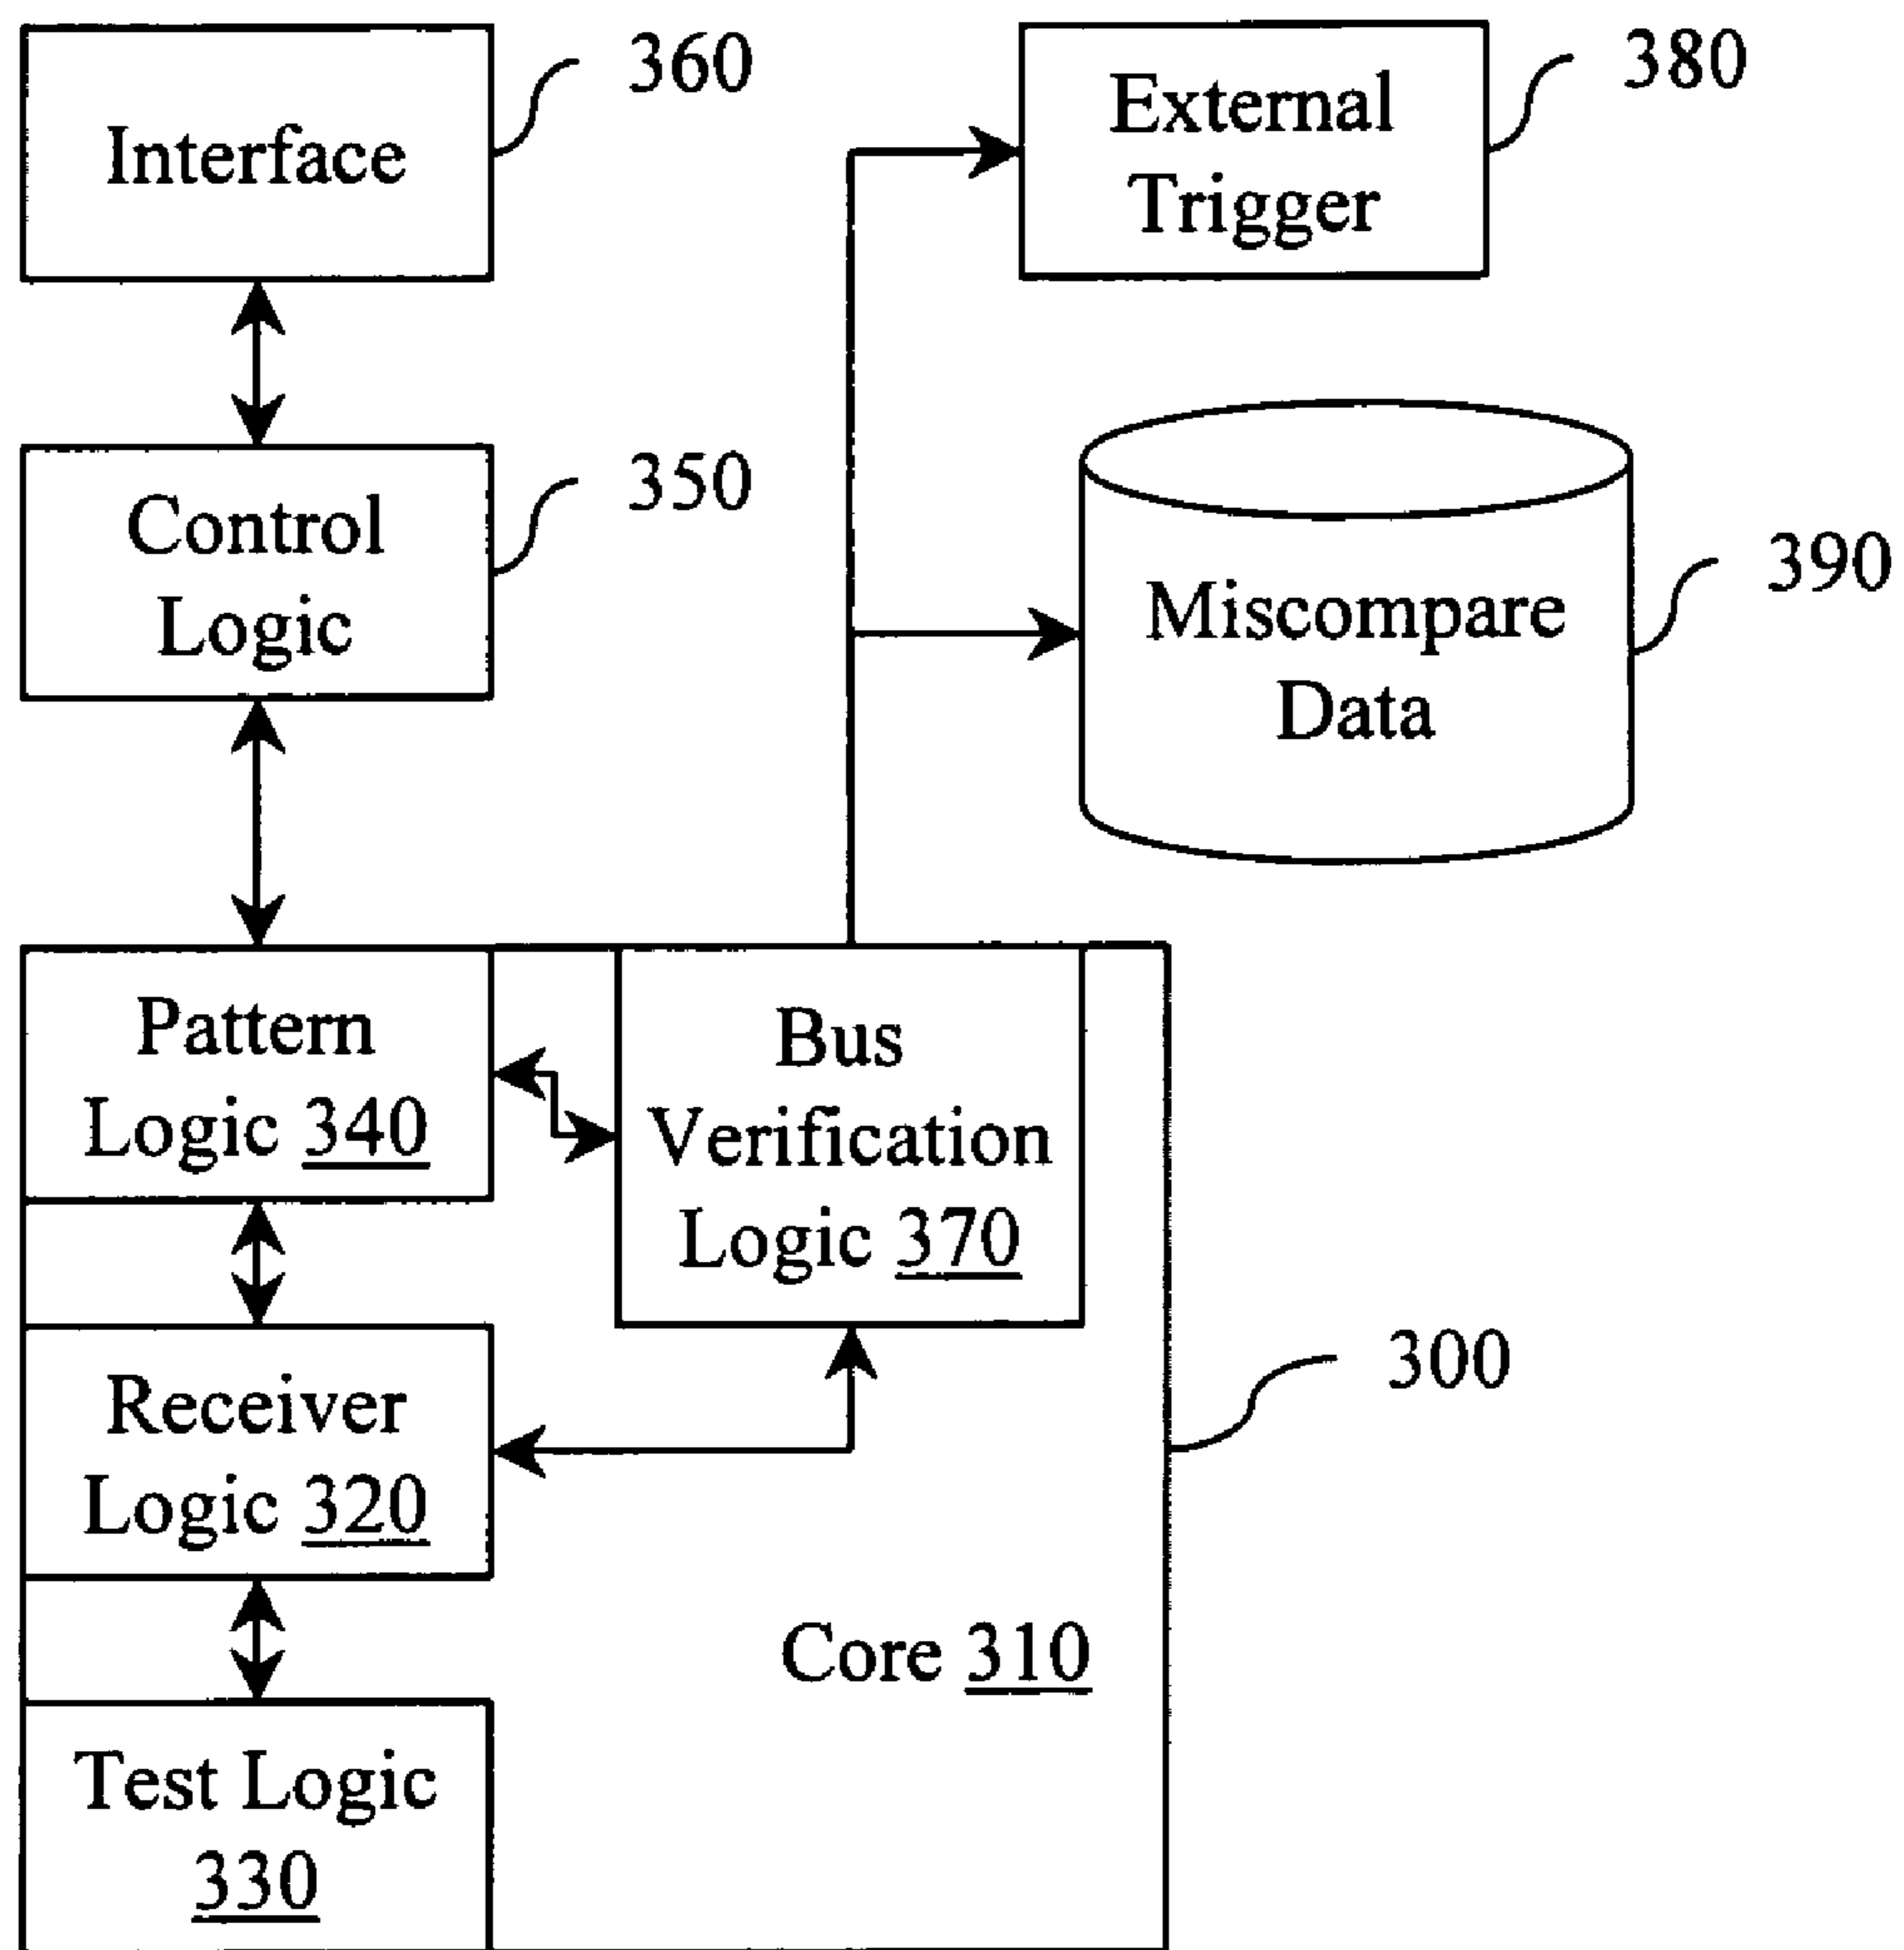 Interface
360
External
Trigger
380
Control
Logic
350
Miscompare
Data
390
Pattern
Logic 340
Bus
Verification
Logic 370
Receiver
Logic 320
300
Core 310
Test Logic
330